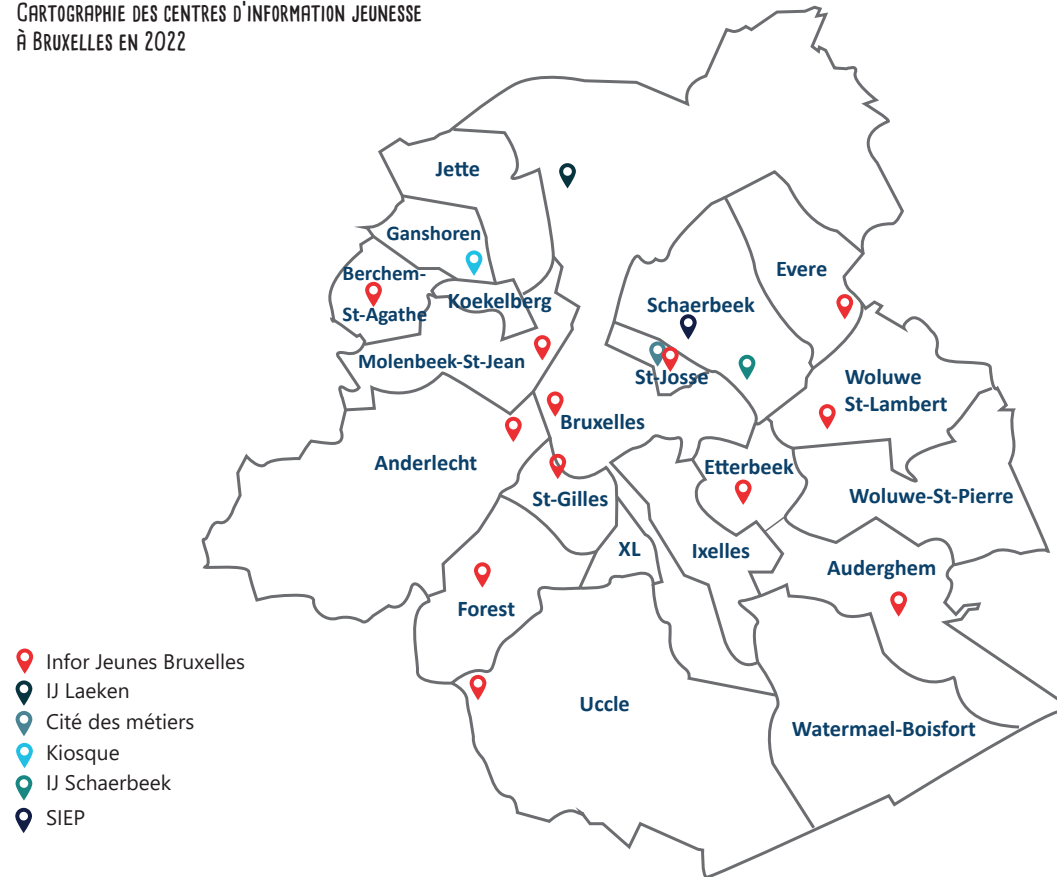 Cartographie des centres d'information jeunesse
à Bruxelles en 2022
Jette
Ganshoren
Berchem-
St-Agathe
Koekelberg
Molenbeek-St-Jean
Evere
Schaerbeek
St-Josse
Woluwe
St-Lambert
Bruxelles
Anderlecht
Etterbeek
St-Gilles
Woluwe-St-Pierre
XL
Ixelles
Auderghem
Forest
Uccle
Watermael-Boisfort
Infor Jeunes Bruxelles
IJ Laeken
Cité des métiers
Kiosque
IJ Schaerbeek
SIEP